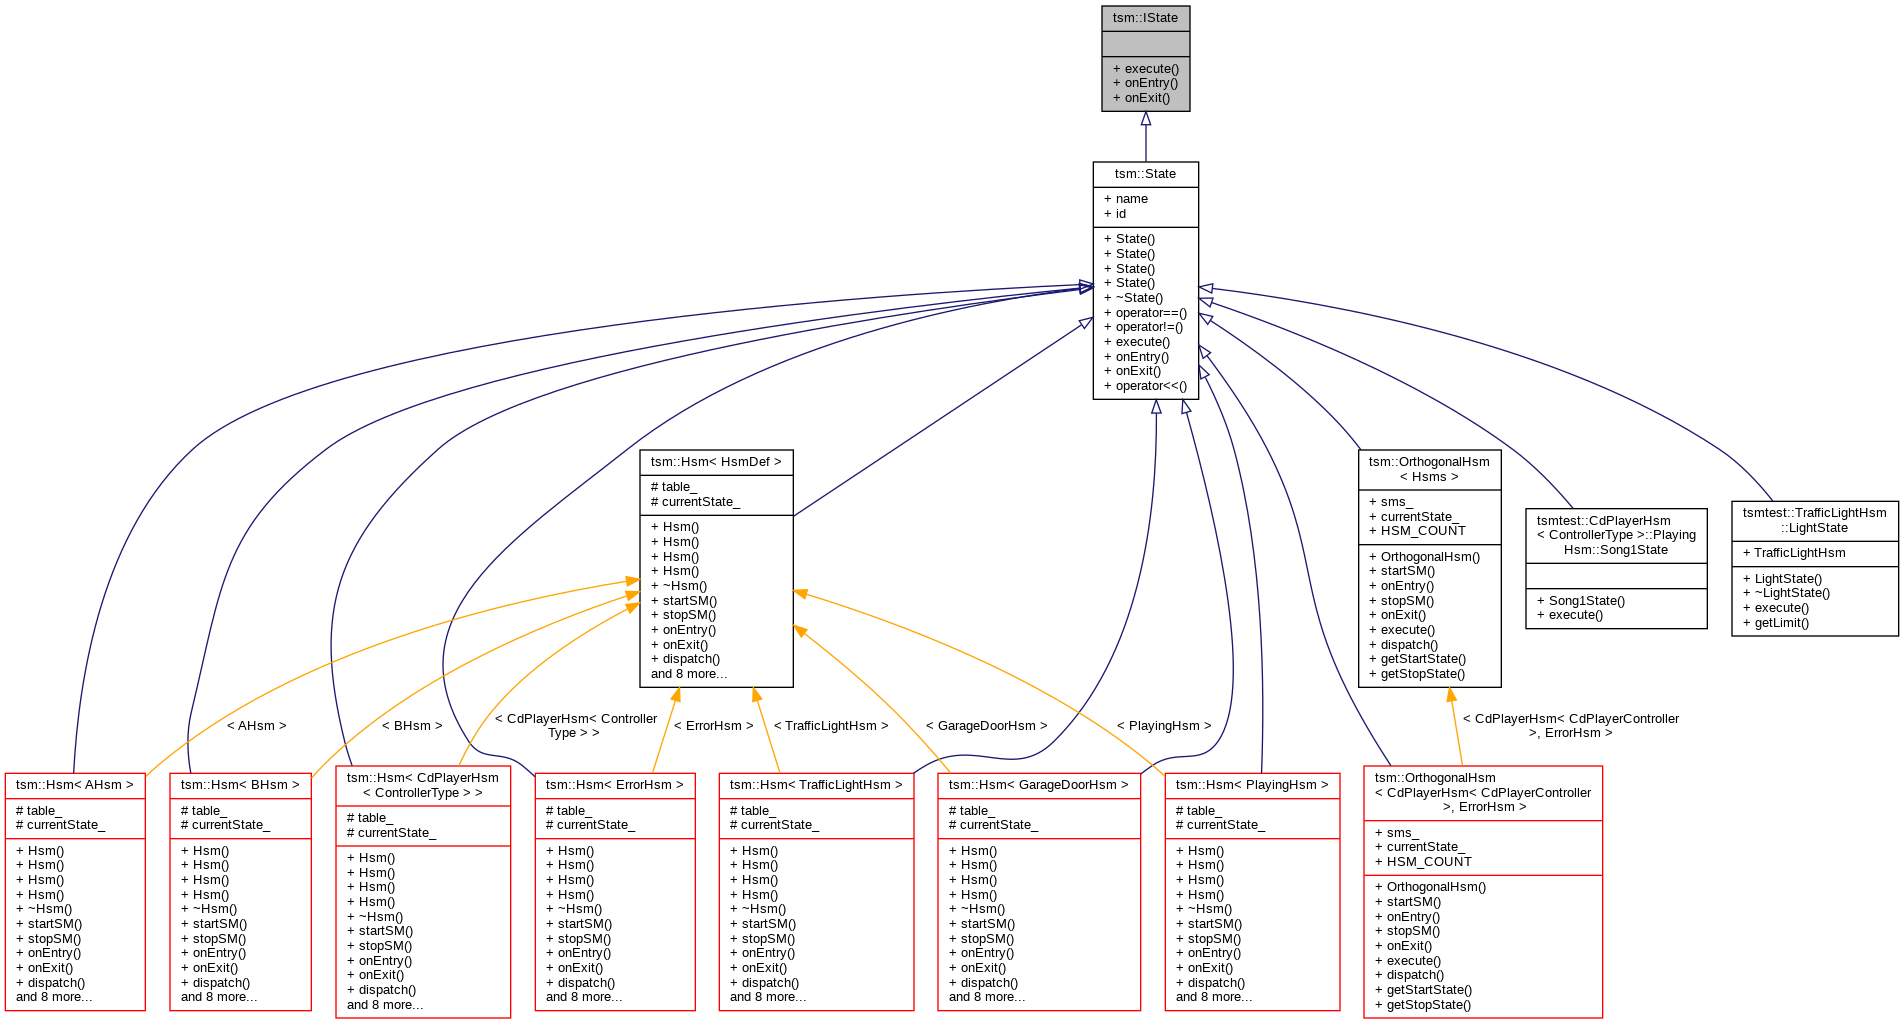 tsm::IState
+ execute()
+ onEntry()
+ onExit()
tsm::State
+ name
+ id
+ State()
+ State()
+ State()
+ State()
+ ~State()
+ operator==()
+ operator!=()
+ execute()
+ onEntry()
+ onExit()
+ operator<<()
tsm::Hsm< HsmDef >
# table_
# currentState_
+ Hsm()
+ Hsm()
+ Hsm()
+ Hsm()
+ ~Hsm()
+ startSM()
+ stopSM()
+ onEntry()
+ onExit()
+ dispatch()
and 8 more...
tsm::OrthogonalHsm
< Hsms >
+ sms_
+ currentState_
+ HSM_COUNT
+ OrthogonalHsm()
+ startSM()
+ onEntry()
+ stopSM()
+ onExit()
+ execute()
+ dispatch()
+ getStartState()
+ getStopState()
tsmtest::CdPlayerHsm
< ControllerType >::Playing
Hsm::Song1State
+ Song1State()
+ execute()
tsmtest::TrafficLightHsm
::LightState
+ TrafficLightHsm
+ LightState()
+ ~LightState()
+ execute()
+ getLimit()
< AHsm >
< BHsm >
< CdPlayerHsm< Controller
Type > >
< ErrorHsm >
< TrafficLightHsm >
< GarageDoorHsm >
< PlayingHsm >
< CdPlayerHsm< CdPlayerController
>, ErrorHsm >
tsm::Hsm< AHsm >
# table_
# currentState_
+ Hsm()
+ Hsm()
+ Hsm()
+ Hsm()
+ ~Hsm()
+ startSM()
+ stopSM()
+ onEntry()
+ onExit()
+ dispatch()
and 8 more...
tsm::Hsm< BHsm >
# table_
# currentState_
+ Hsm()
+ Hsm()
+ Hsm()
+ Hsm()
+ ~Hsm()
+ startSM()
+ stopSM()
+ onEntry()
+ onExit()
+ dispatch()
and 8 more...
tsm::Hsm< CdPlayerHsm
< ControllerType > >
# table_
# currentState_
+ Hsm()
+ Hsm()
+ Hsm()
+ Hsm()
+ ~Hsm()
+ startSM()
+ stopSM()
+ onEntry()
+ onExit()
+ dispatch()
and 8 more...
tsm::Hsm< ErrorHsm >
# table_
# currentState_
+ Hsm()
+ Hsm()
+ Hsm()
+ Hsm()
+ ~Hsm()
+ startSM()
+ stopSM()
+ onEntry()
+ onExit()
+ dispatch()
and 8 more...
tsm::Hsm< TrafficLightHsm >
# table_
# currentState_
+ Hsm()
+ Hsm()
+ Hsm()
+ Hsm()
+ ~Hsm()
+ startSM()
+ stopSM()
+ onEntry()
+ onExit()
+ dispatch()
and 8 more...
tsm::Hsm< GarageDoorHsm >
# table_
# currentState_
+ Hsm()
+ Hsm()
+ Hsm()
+ Hsm()
+ ~Hsm()
+ startSM()
+ stopSM()
+ onEntry()
+ onExit()
+ dispatch()
and 8 more...
tsm::Hsm< PlayingHsm >
# table_
# currentState_
+ Hsm()
+ Hsm()
+ Hsm()
+ Hsm()
+ ~Hsm()
+ startSM()
+ stopSM()
+ onEntry()
+ onExit()
+ dispatch()
and 8 more...
tsm::OrthogonalHsm
< CdPlayerHsm< CdPlayerController
>, ErrorHsm >
+ sms_
+ currentState_
+ HSM_COUNT
+ OrthogonalHsm()
+ startSM()
+ onEntry()
+ stopSM()
+ onExit()
+ execute()
+ dispatch()
+ getStartState()
+ getStopState()